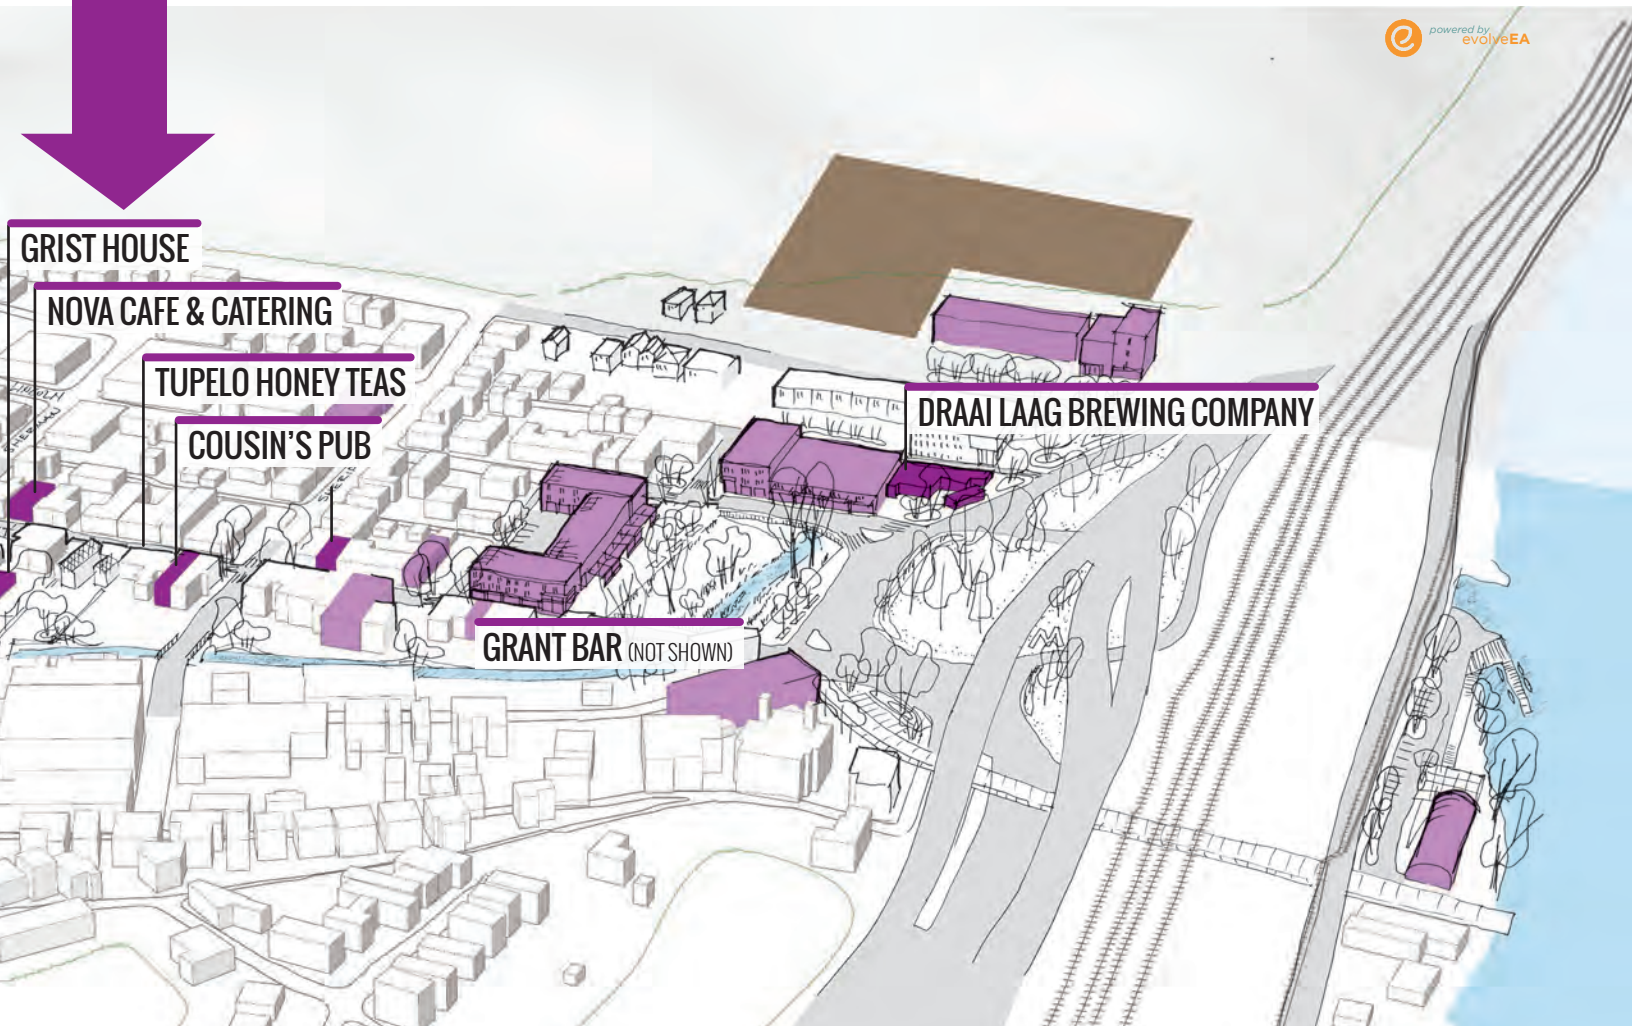 powered by
evolveEA
GRIST HOUSE
NOVA CAFE & CATERING
TUPELO HONEY TEAS
COUSIN'S PUB
DRAAI LAAG BREWING COMPANY
SHERMAN
GRANT BAR (NOT SHOWN)